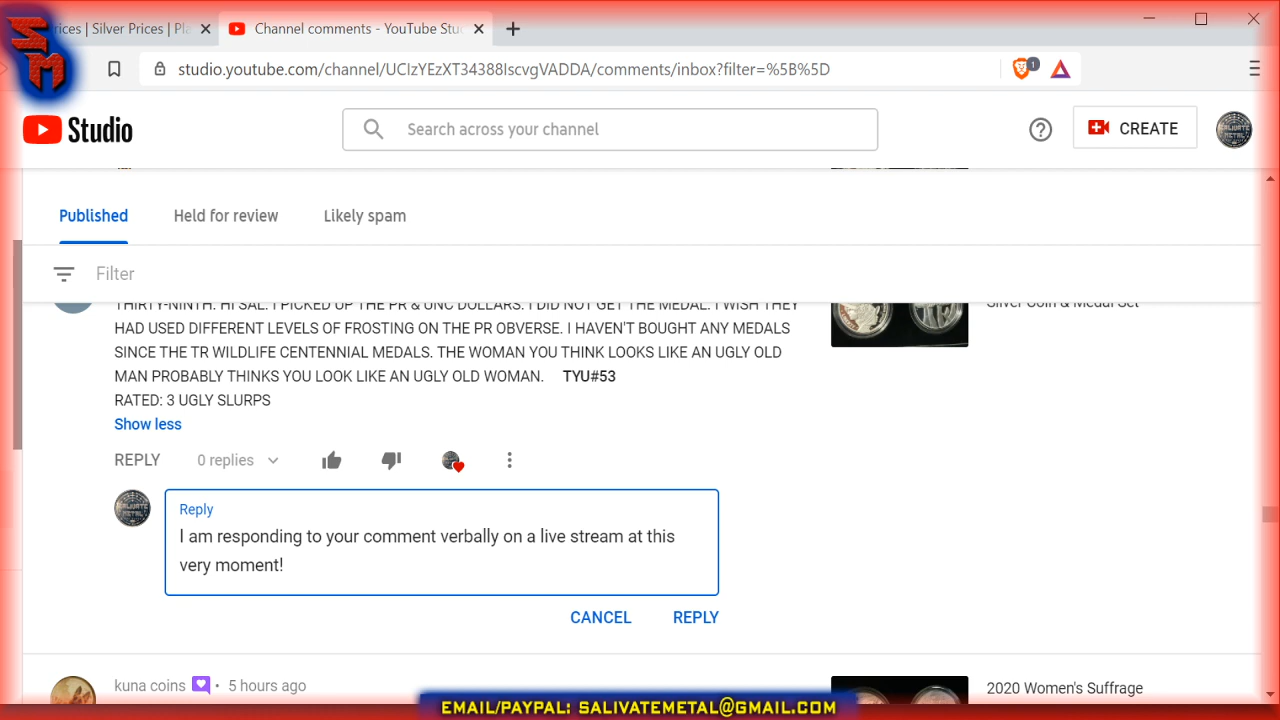 rices | Silver Prices | Pla
Channel comments - YouTube Stu
studio.youtube.com/channel/UCIzYEzXT34388IscvgVADDA/comments/inbox?filter=%5B%5D
1
SM
Studio
Search across your channel
CREATE
Published
Held for review
Likely spam
Filter
THIRTY-NINTH. HI SAL. I PICKED UP THE PR & UNC DOLLARS. I DID NOT GET THE MEDAL. I WISH THEY
HAD USED DIFFERENT LEVELS OF FROSTING ON THE PR OBVERSE. I HAVEN'T BOUGHT ANY MEDALS
SINCE THE TR WILDLIFE CENTENNIAL MEDALS. THE WOMAN YOU THINK LOOKS LIKE AN UGLY OLD
MAN PROBABLY THINKS YOU LOOK LIKE AN UGLY OLD WOMAN. TYU#53
RATED: 3 UGLY SLURPS
Show less
Silver Coin & Medal Set
REPLY
0 replies
Reply
I am responding to your comment verbally on a live stream at this
very moment!
CANCEL
REPLY
kuna coins • 5 hours ago
2020 Women's Suffrage
EMAIL/PAYPAL: SALIVATEMETAL@GMAIL.COM